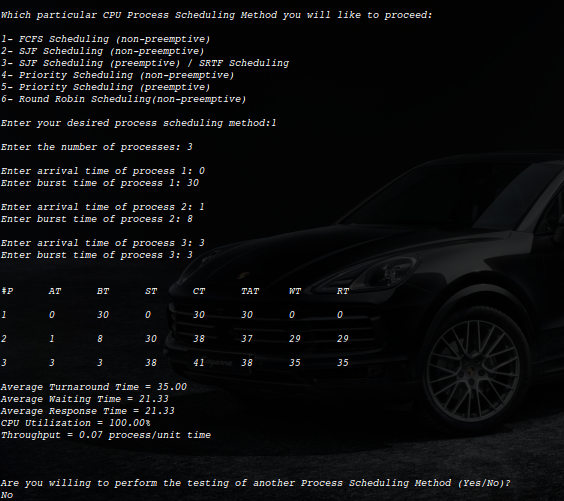 Which particular CPU Process Scheduling Method you will like to proceed:
1- FCFS Scheduling (non-preemptive)
2- SJF Scheduling (non-preemptive)
3- SJF Scheduling (preemptive) / SRTF Scheduling
4- Priority Scheduling (non-preemptive)
5- Priority Scheduling (preemptive)
6- Round Robin Scheduling(non-preemptive)
Enter your desired process scheduling method:1
Enter the number of processes: 3
Enter arrival time of process 1: 0
Enter burst time of process 1: 30
Enter arrival time of process 2: 1
Enter burst time of process 2: 8
Enter arrival time of process 3: 3
Enter burst time of process 3: 3
#P AT BT ST CT TAT WT RT
1 0 30 0 30 30 0 0
2 1 8 30 38 37 29 29
3 3 3 38 41 38 35 35
Average Turnaround Time = 35.00
Average Waiting Time = 21.33
Average Response Time = 21.33
CPU Utilization = 100.00%
Throughput = 0.07 process/unit time
Are you willing to perform the testing of another Process Scheduling Method (Yes/No)?
No